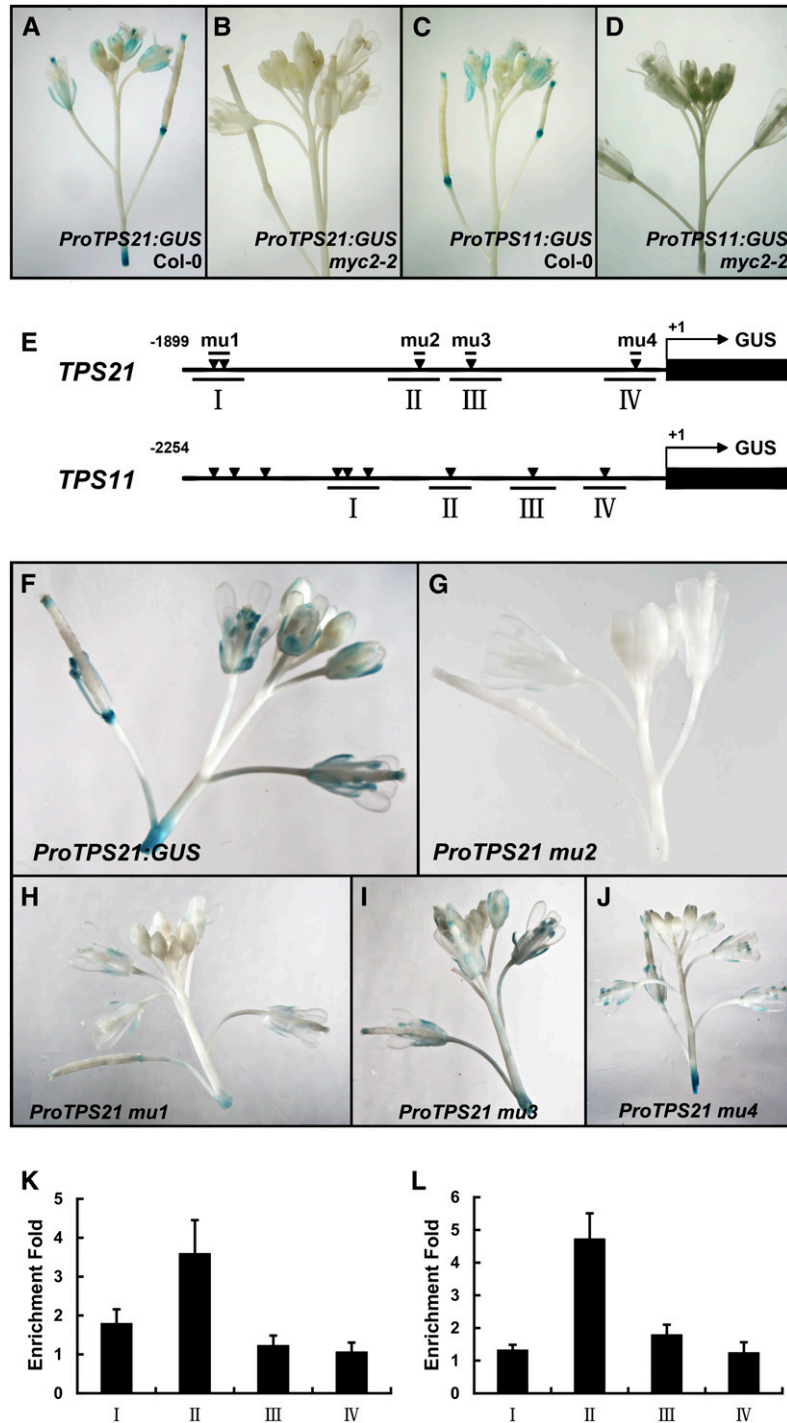 A
B
C
D
ProTPS21:GUS
Col-0
ProTPS21:GUS
myc2-2
ProTPS11:GUS
Col-0
ProTPS11:GUS
myc2-2
E
-1899
mu1
mu2
mu3
mu4
+1
GUS
TPS21
I
II
III
IV
-2254
+1
GUS
TPS11
I
II
III
IV
F
ProTPS21:GUS
G
ProTPS21 mu2
H
ProTPS21 mu1
I
ProTPS21 mu3
J
ProTPS21 mu4
K
Enrichment Fold
5
4
3
2
1
0
I
II
III
IV
L
Enrichment Fold
6
5
4
3
2
1
0
I
II
III
IV